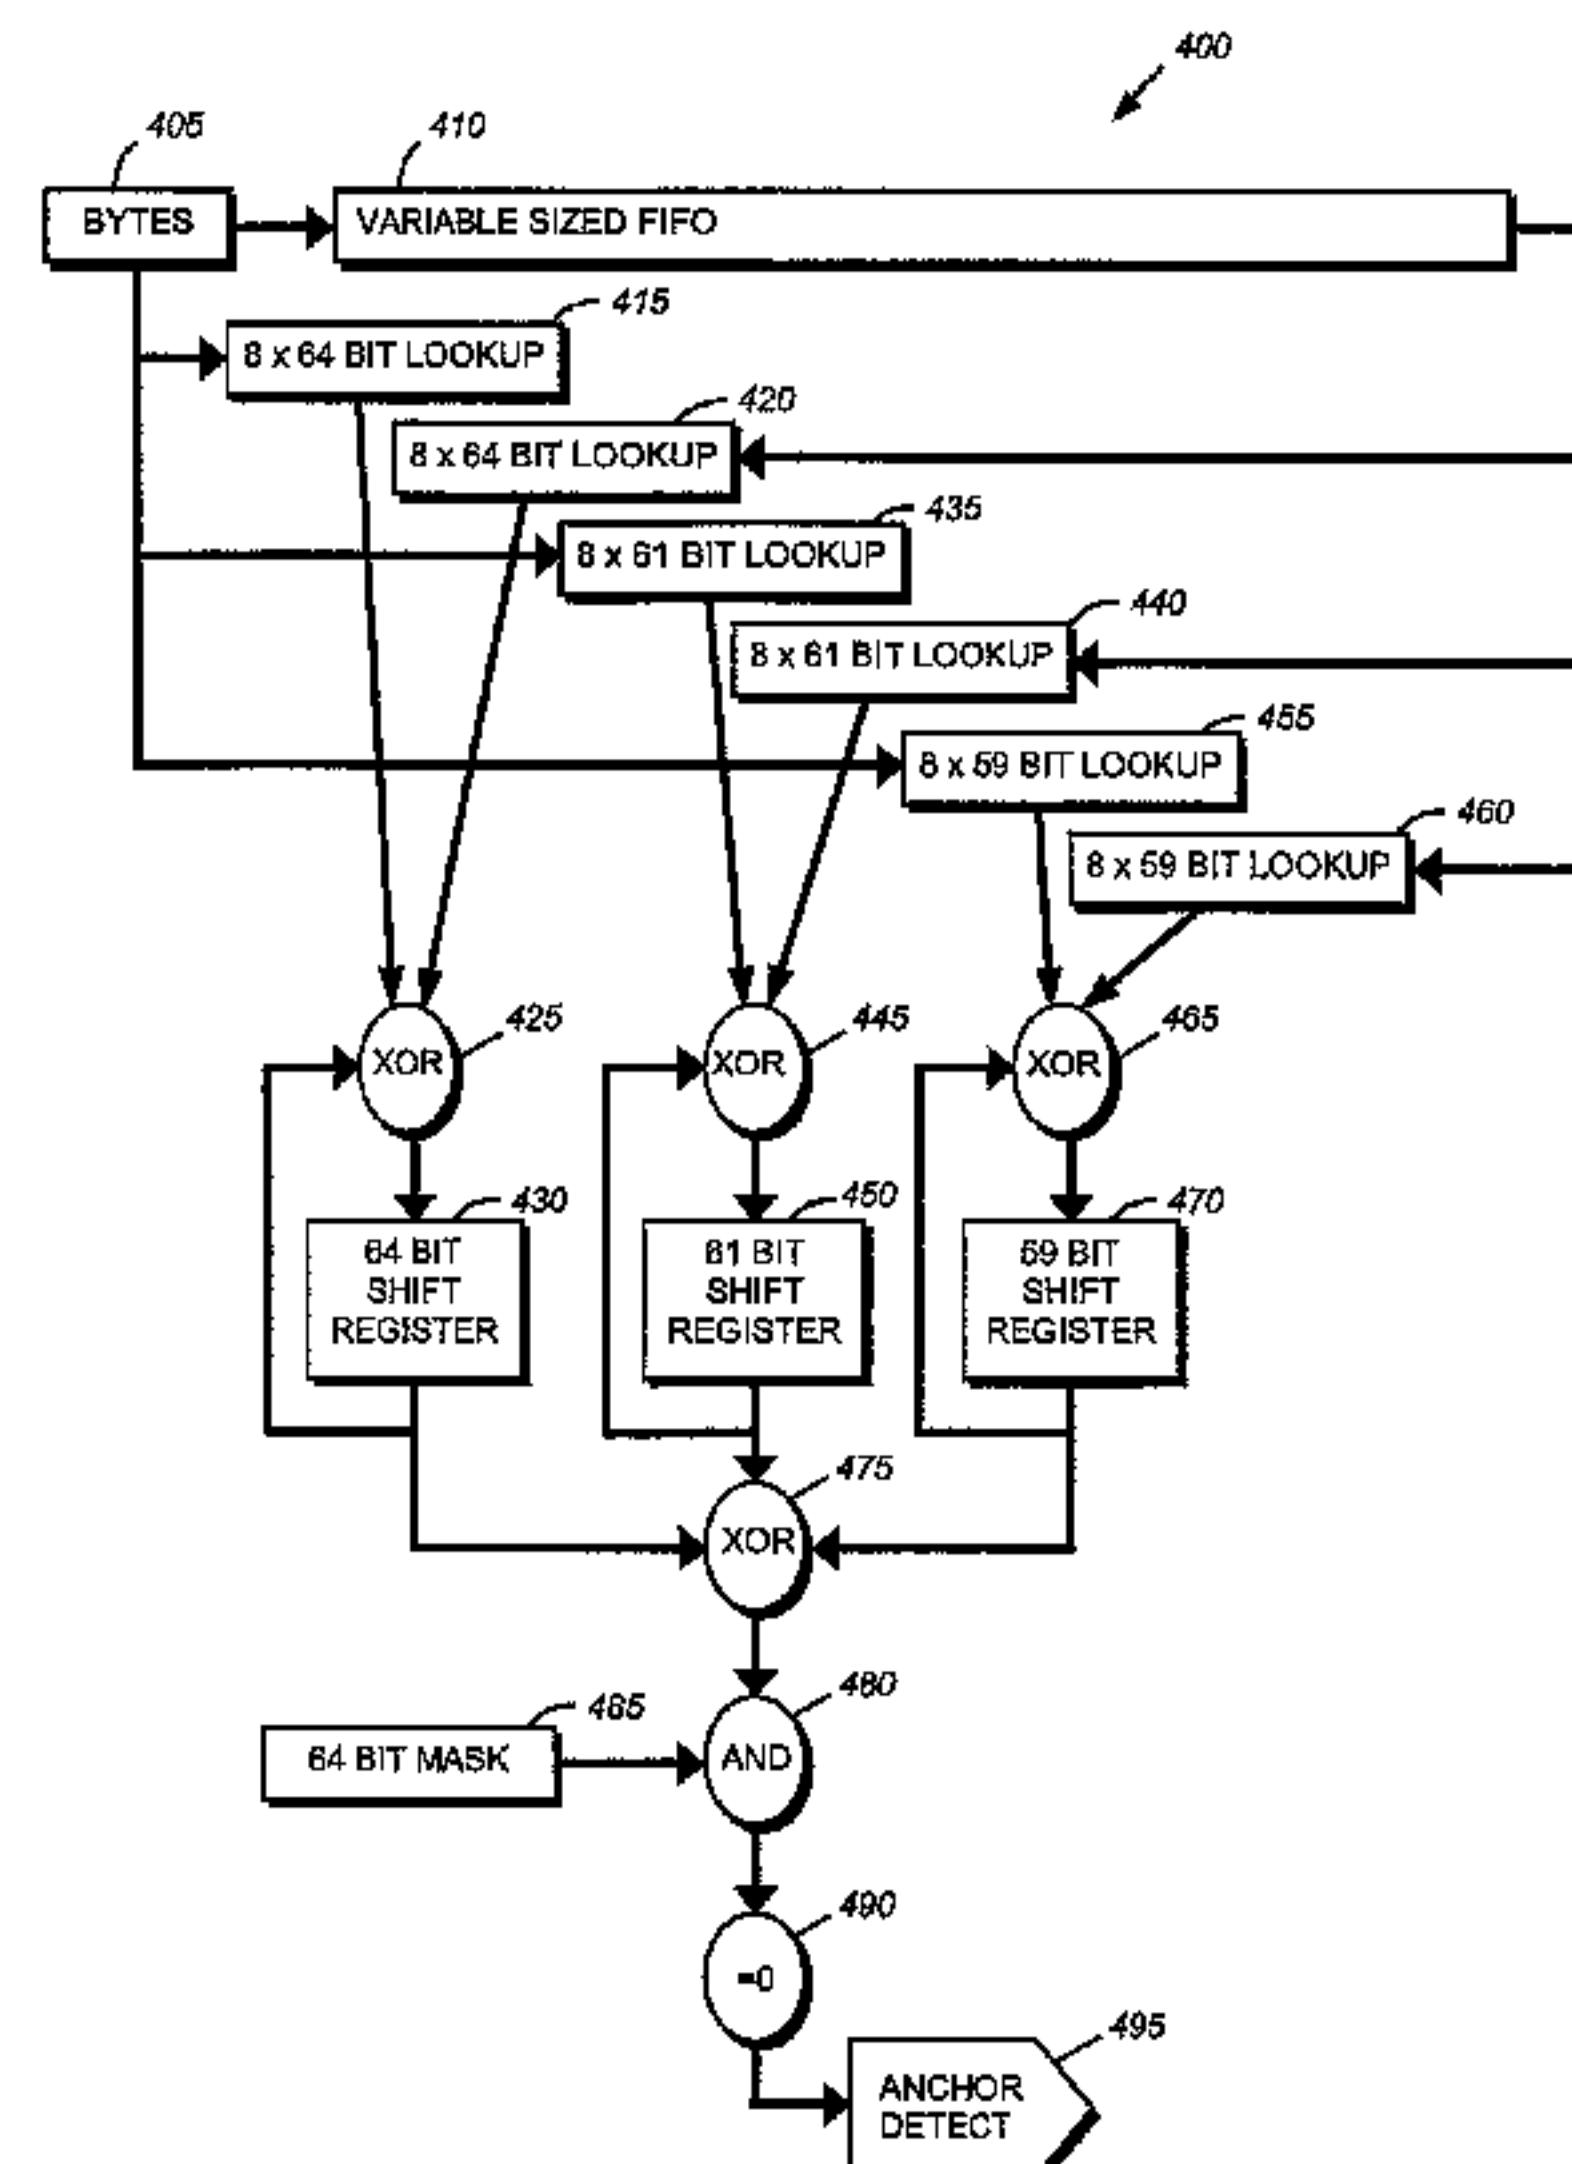 400
405
410
BYTES
VARIABLE SIZED FIFO
415
8 x 64 BIT LOOKUP
420
8 x 64 BIT LOOKUP
435
8 x 61 BIT LOOKUP
440
8 x 61 BIT LOOKUP
455
8 x 59 BIT LOOKUP
460
8 x 59 BIT LOOKUP
425
445
465
XOR
XOR
XOR
430
450
470
64 BIT
SHIFT
REGISTER
61 BIT
SHIFT
REGISTER
59 BIT
SHIFT
REGISTER
475
XOR
480
485
64 BIT MASK
AND
490
=0
495
ANCHOR
DETECT